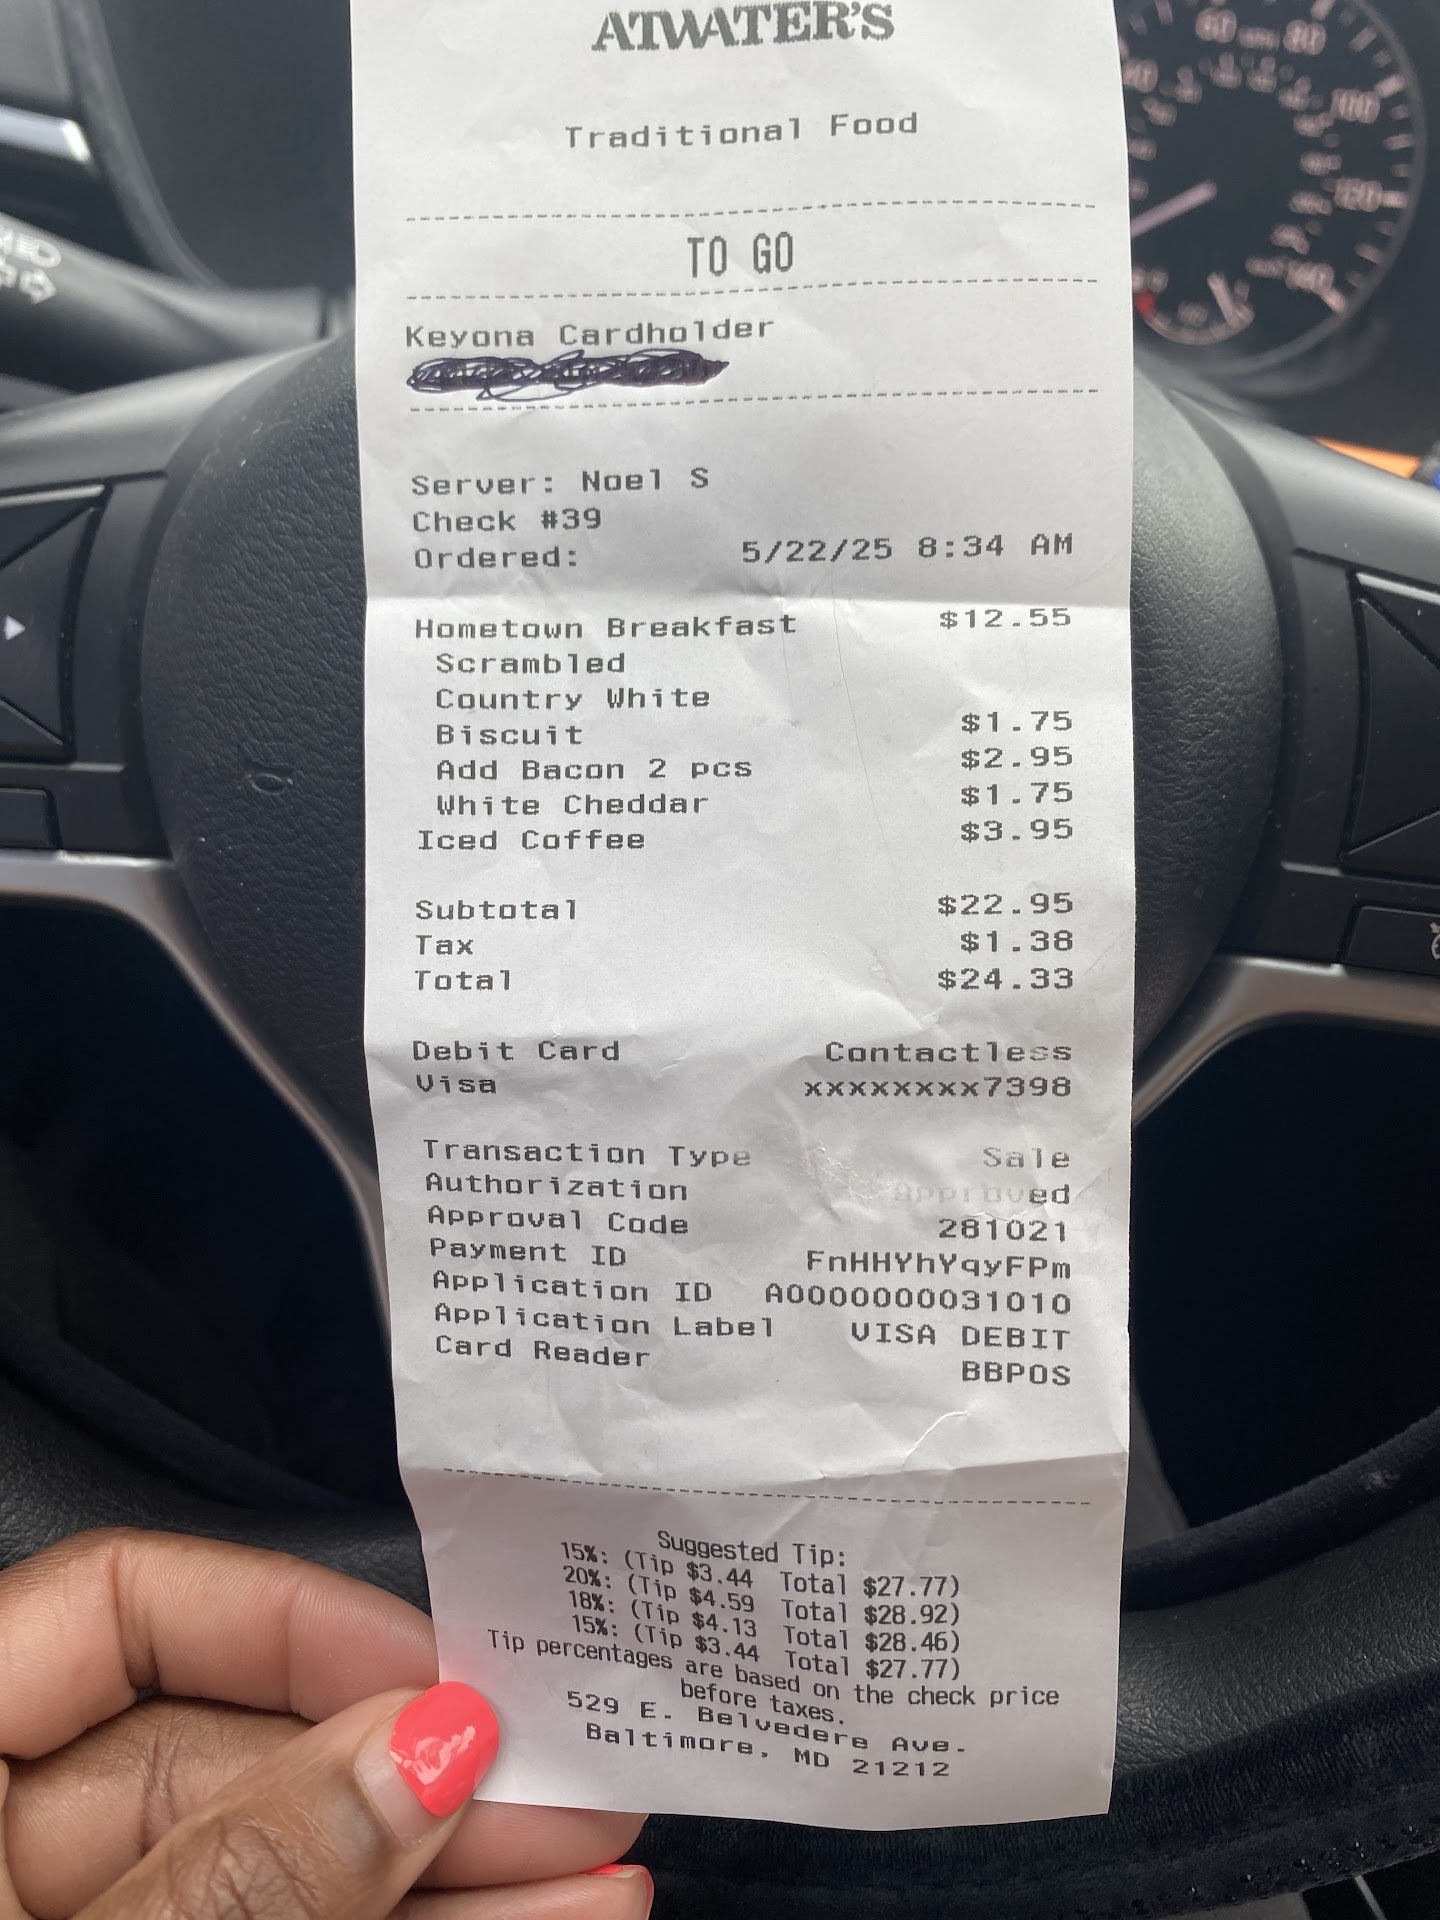 ATWATER'S
Traditional Food
TO GO
Keyona Cardholder
Server: Noel S
Check #39
Ordered: 5/22/25 8:34 AM
Hometown Breakfast $12.55
Scrambled
Country White
Biscuit $1.75
Add Bacon 2 pcs $2.95
White Cheddar $1.75
Iced Coffee $3.95
Subtotal $22.95
Tax $1.38
Total $24.33
Debit Card Contactless
Visa xxxxxxxx7398
Transaction Type Sale
Authorization Approved
Approval Code 281021
Payment ID FnHHYhYqyFPm
Application ID A0000000031010
Application Label VISA DEBIT
Card Reader BBPOS
Suggested Tip:
15%: (Tip $3.44 Total $27.77)
20%: (Tip $4.59 Total $28.92)
18%: (Tip $4.13 Total $28.46)
15%: (Tip $3.44 Total $27.77)
Tip percentages are based on the check price
before taxes.
529 E. Belvedere Ave.
Baltimore, MD 21212
60 80
100
120
140